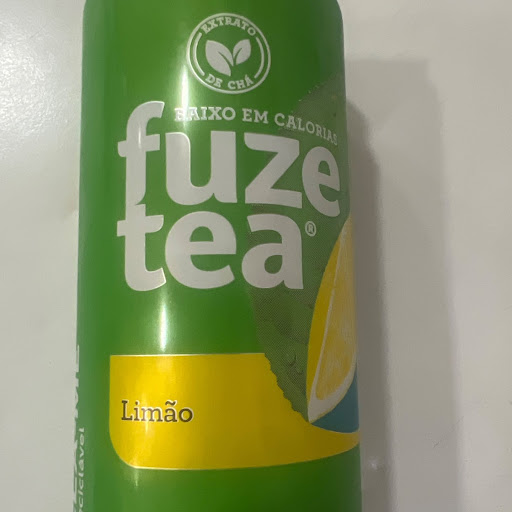 EXTRATO
DE CHÁ
BAIXO EM CALORIAS
fuze
tea®
Limão